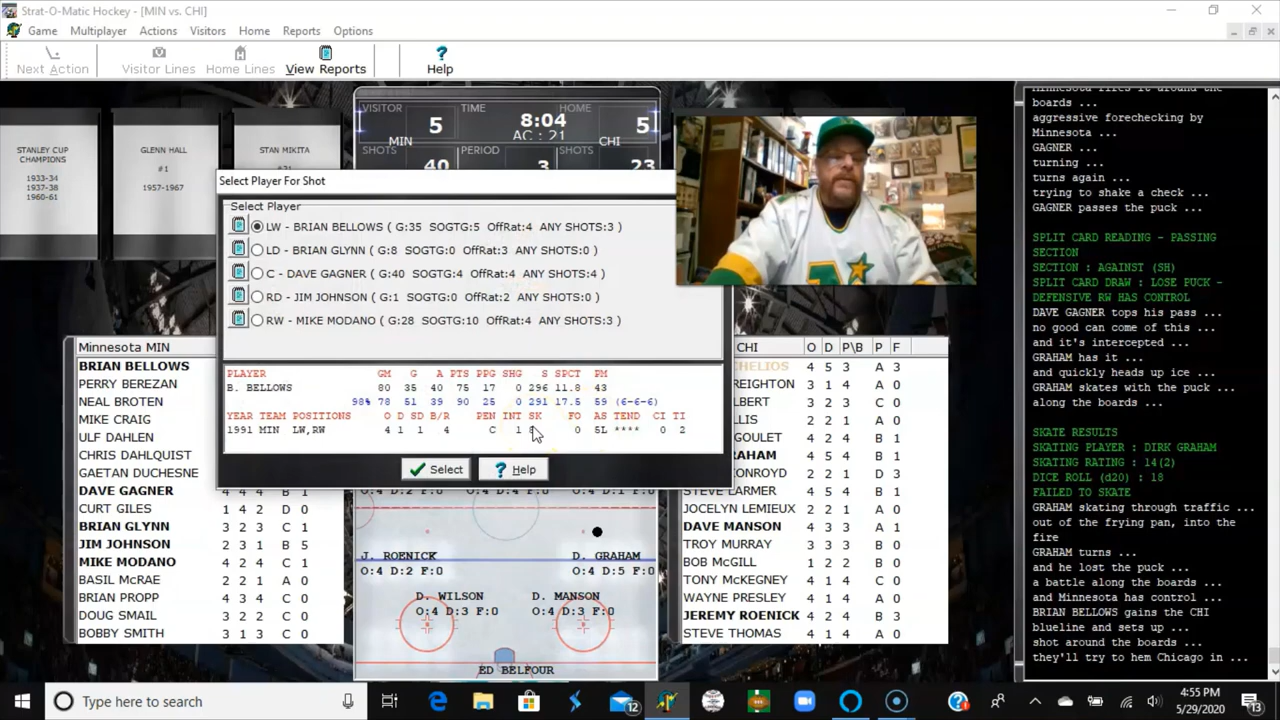 Strat-O-Matic Hockey - [MIN vs. CHI]
Game Multiplayer Actions Visitors Home Reports Options
Next Action Visitor Lines Home Lines View Reports Help
STANLEY CUP CHAMPIONS
1933-34
1937-38
1960-61
GLENN HALL
#1
1957-1967
STAN MIKITA
VISITOR TIME HOME
MIN 5 8:04 CHI 5
AC : 21
SHOTS PERIOD SHOTS
40 3 23
Select Player For Shot
Select Player
LW - BRIAN BELLOWS ( G:35 SOGTG:5 OffRat:4 ANY SHOTS:3 )
LD - BRIAN GLYNN ( G:8 SOGTG:0 OffRat:3 ANY SHOTS:0 )
C - DAVE GAGNER ( G:40 SOGTG:4 OffRat:4 ANY SHOTS:4 )
RD - JIM JOHNSON ( G:1 SOGTG:0 OffRat:2 ANY SHOTS:0 )
RW - MIKE MODANO ( G:28 SOGTG:10 OffRat:4 ANY SHOTS:3 )
PLAYER GM G A PTS PPG SHG S SPCT PM
B. BELLOWS 80 35 40 75 17 0 296 11.8 43
98% 78 51 39 90 25 0 291 17.5 59 (6-6-6)
YEAR TEAM POSITIONS O D SD B/R PEN INT SK FO AS TEND CI TI
1991 MIN LW,RW 4 1 1 4 C 1 8 0 5L **** 0 2
Select Help
Minnesota MIN
BRIAN BELLOWS
PERRY BEREZAN
NEAL BROTEN
MIKE CRAIG
ULF DAHLEN
CHRIS DAHLQUIST
GAETAN DUCHESNE
DAVE GAGNER 4 4 4 B 1
CURT GILES 1 4 2 D 0
BRIAN GLYNN 3 2 3 C 1
JIM JOHNSON 2 3 1 B 5
MIKE MODANO 4 2 4 C 1
BASIL McRAE 2 2 1 A 0
BRIAN PROPP 4 3 4 C 0
DOUG SMAIL 3 2 2 C 0
BOBBY SMITH 3 1 3 C 0
O:4 D:2 F:0 O:4 D:1 F:0
J. ROENICK D. GRAHAM
O:4 D:2 F:0 O:4 D:5 F:0
D. WILSON D. MANSON
O:4 D:3 F:0 O:4 D:3 F:0
ED BELFOUR
CHI O D P\B P F
CHELIOS 4 5 3 A 3
REIGHTON 3 1 4 A 0
LLIS 2 2 1 A 0
GOULET 4 2 4 B 1
RAHAM 4 5 4 B 1
ONROYD 2 2 1 D 3
STEVE LARMER 4 5 4 B 1
JOCELYN LEMIEUX 2 2 1 A 0
DAVE MANSON 4 3 3 A 1
TROY MURRAY 3 3 3 B 0
BOB McGILL 1 2 2 B 0
TONY McKEGNEY 4 1 4 C 0
WAYNE PRESLEY 4 3 4 B 0
JEREMY ROENICK 4 2 4 B 3
STEVE THOMAS 4 1 4 A 0
Minnesota fires it around the
boards ...
aggressive forechecking by
Minnesota ...
GAGNER ...
turning ...
turns again ...
trying to shake a check ...
GAGNER passes the puck ...
SPLIT CARD READING - PASSING
SECTION
SECTION : AGAINST (SH)
SPLIT CARD DRAW : LOSE PUCK -
DEFENSIVE RW HAS CONTROL
DAVE GAGNER tops his pass ...
no good can come of this ...
and it's intercepted ...
GRAHAM has it ...
and quickly heads up ice ...
GRAHAM skates with the puck ...
along the boards ...
SKATE RESULTS
SKATING PLAYER : DIRK GRAHAM
SKATING RATING : 14(2)
DICE ROLL (d20) : 18
FAILED TO SKATE
GRAHAM skating through traffic ...
out of the frying pan, into the
fire
GRAHAM turns ...
and he lost the puck ...
a battle along the boards ...
and Minnesota has control ...
BRIAN BELLOWS gains the CHI
blueline and sets up ...
shot around the boards ...
they'll try to hem Chicago in ...
Type here to search
12
4:55 PM
5/29/2020
13